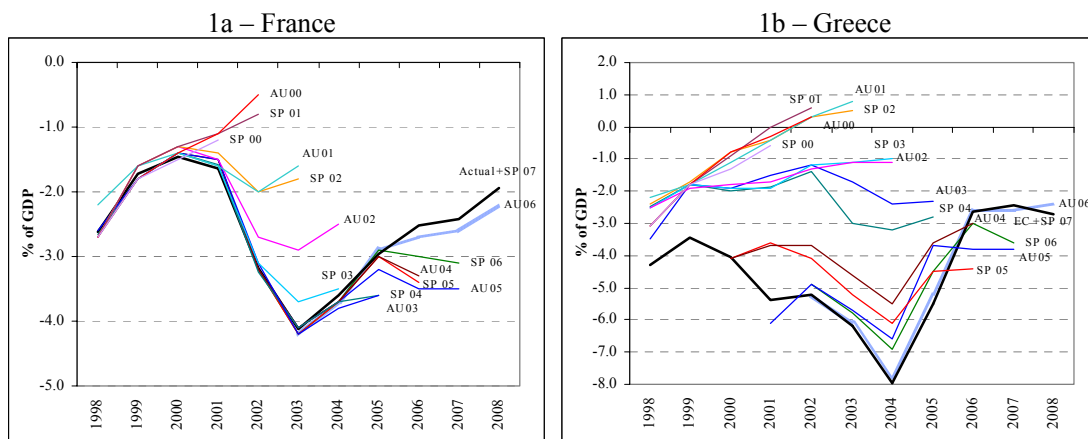 1a – France
% of GDP
0.0
-1.0
-2.0
-3.0
-4.0
-5.0
AU00
SP 01
SP 00
AU01
SP 02
AU02
Actual+SP 07
AU06
SP 03
AU04
SP 05
SP 06
AU05
SP 04
AU03
1998
1999
2000
2001
2002
2003
2004
2005
2006
2007
2008
1b – Greece
% of GDP
2.0
1.0
0.0
-1.0
-2.0
-3.0
-4.0
-5.0
-6.0
-7.0
-8.0
SP 01
AU01
SP 02
AU00
SP 00
SP 03
AU02
AU03
SP 04
AU04
AU06
EC +SP 07
SP 06
AU05
SP 05
1998
1999
2000
2001
2002
2003
2004
2005
2006
2007
2008